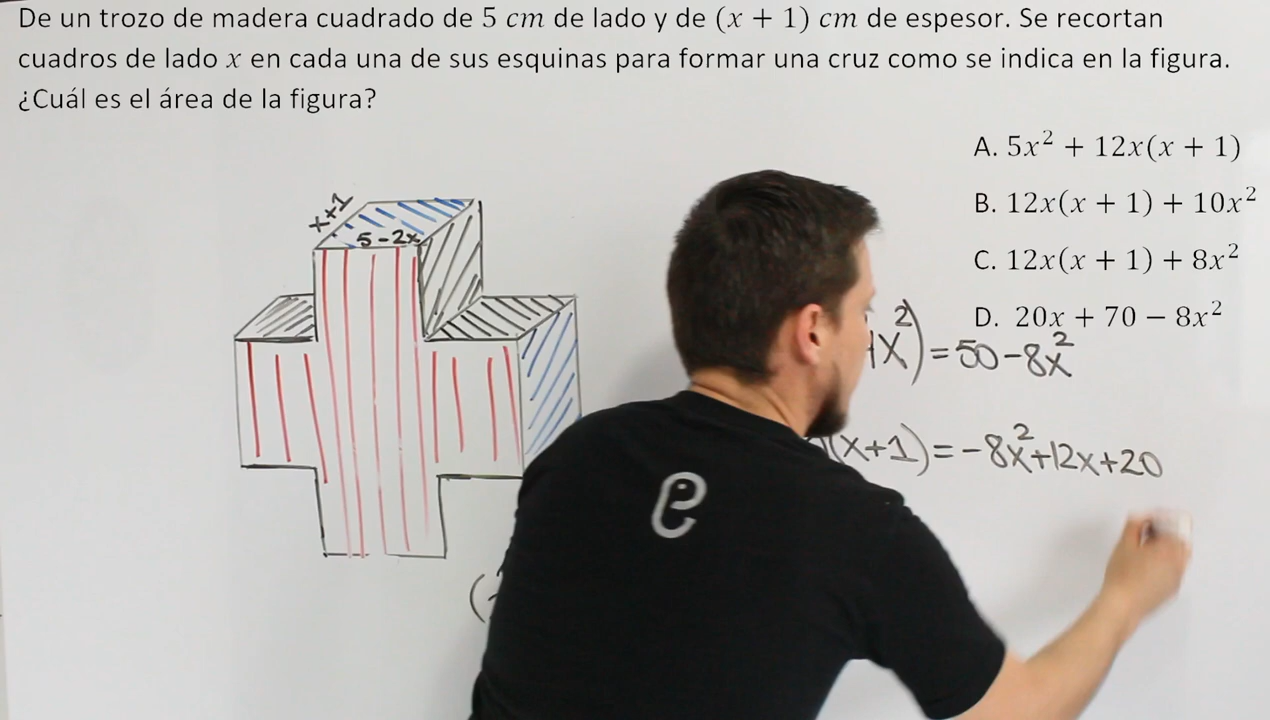 De un trozo de madera cuadrado de 5 cm de lado y de (x + 1) cm de espesor. Se recortan
cuadros de lado x en cada una de sus esquinas para formar una cruz como se indica en la figura.
¿Cuál es el área de la figura?
A. 5x² + 12x(x + 1)
B. 12x(x + 1) + 10x²
C. 12x(x + 1) + 8x²
D. 20x + 70 − 8x²
x+1
5-2x
x²) = 50 - 8x²
(x+1) = -8x² + 12x + 20
(